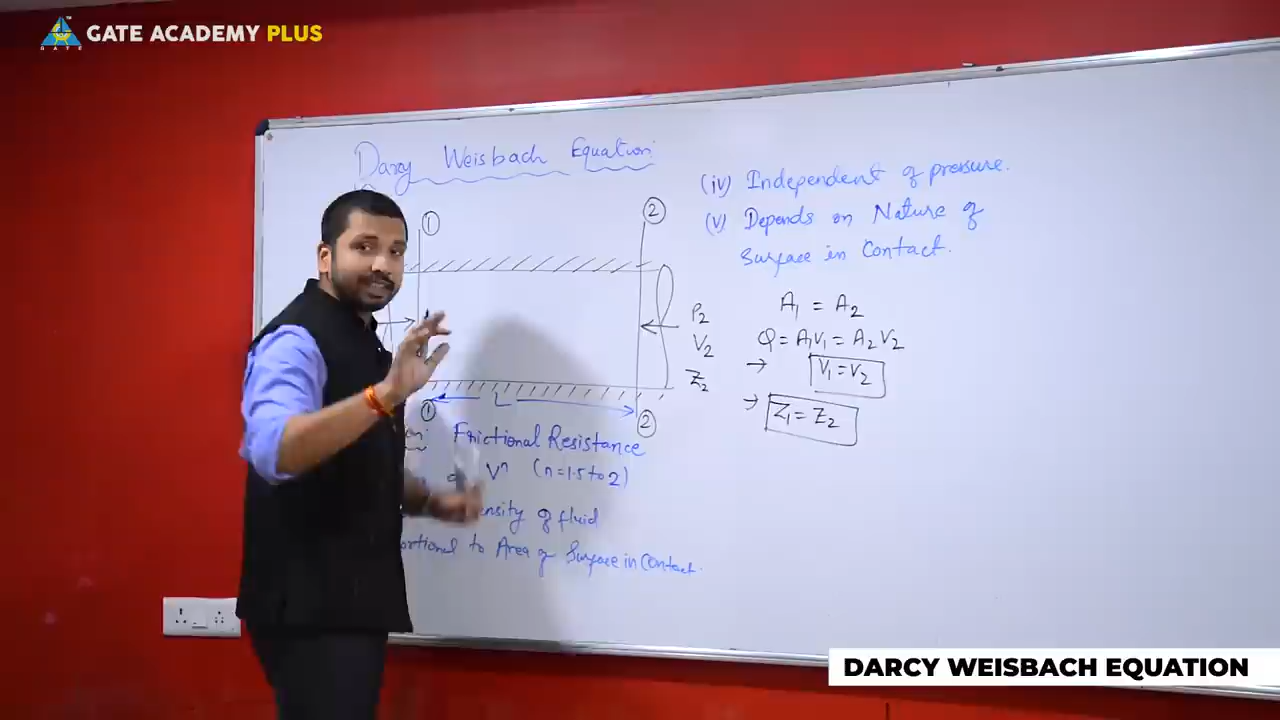 GATE ACADEMY PLUS
GATE
Darcy Weisbach Equation
(iv) Independent of pressure.
(v) Depends on Nature of
Surface in Contact.
1
2
A1 = A2
Q = A1V1 = A2V2
→ V1 = V2
→ Z1 = Z2
P2
V2
Z2
1
L
2
Frictional Resistance
Vⁿ (n=1.5 to 2)
of fluid
to Area of Surface in Contact.
DARCY WEISBACH EQUATION